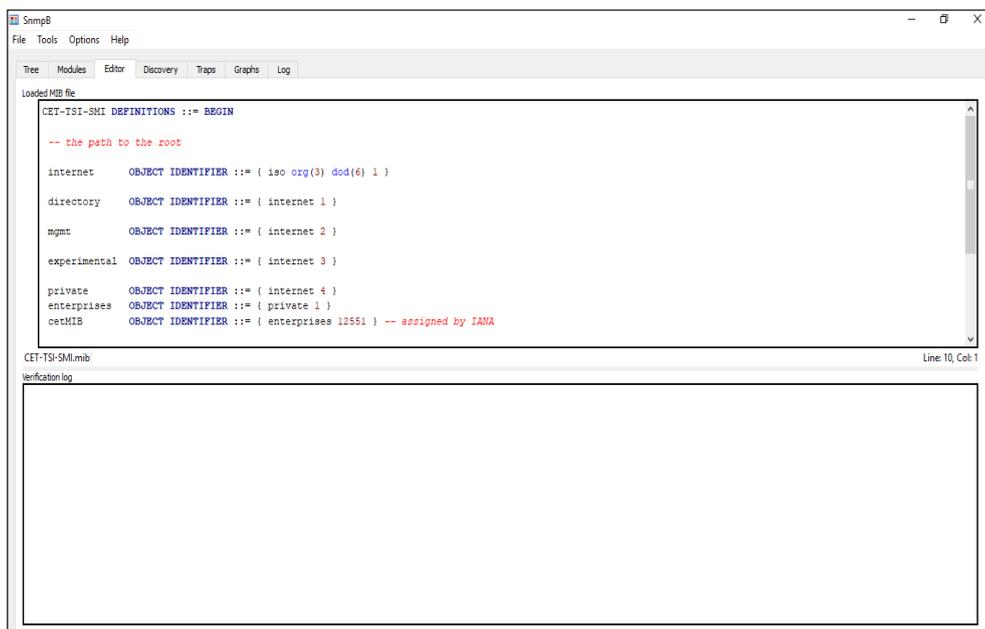 SnmpB
File Tools Options Help
Tree Modules Editor Discovery Traps Graphs Log
Loaded MIB file
CET-TSI-SMI DEFINITIONS ::= BEGIN
-- the path to the root
internet OBJECT IDENTIFIER ::= { iso org(3) dod(6) 1 }
directory OBJECT IDENTIFIER ::= { internet 1 }
mgmt OBJECT IDENTIFIER ::= { internet 2 }
experimental OBJECT IDENTIFIER ::= { internet 3 }
private OBJECT IDENTIFIER ::= { internet 4 }
enterprises OBJECT IDENTIFIER ::= { private 1 }
cetMIB OBJECT IDENTIFIER ::= { enterprises 12551 } -- assigned by IANA
CET-TSI-SMI.mib Line: 10, Col: 1
Verification log